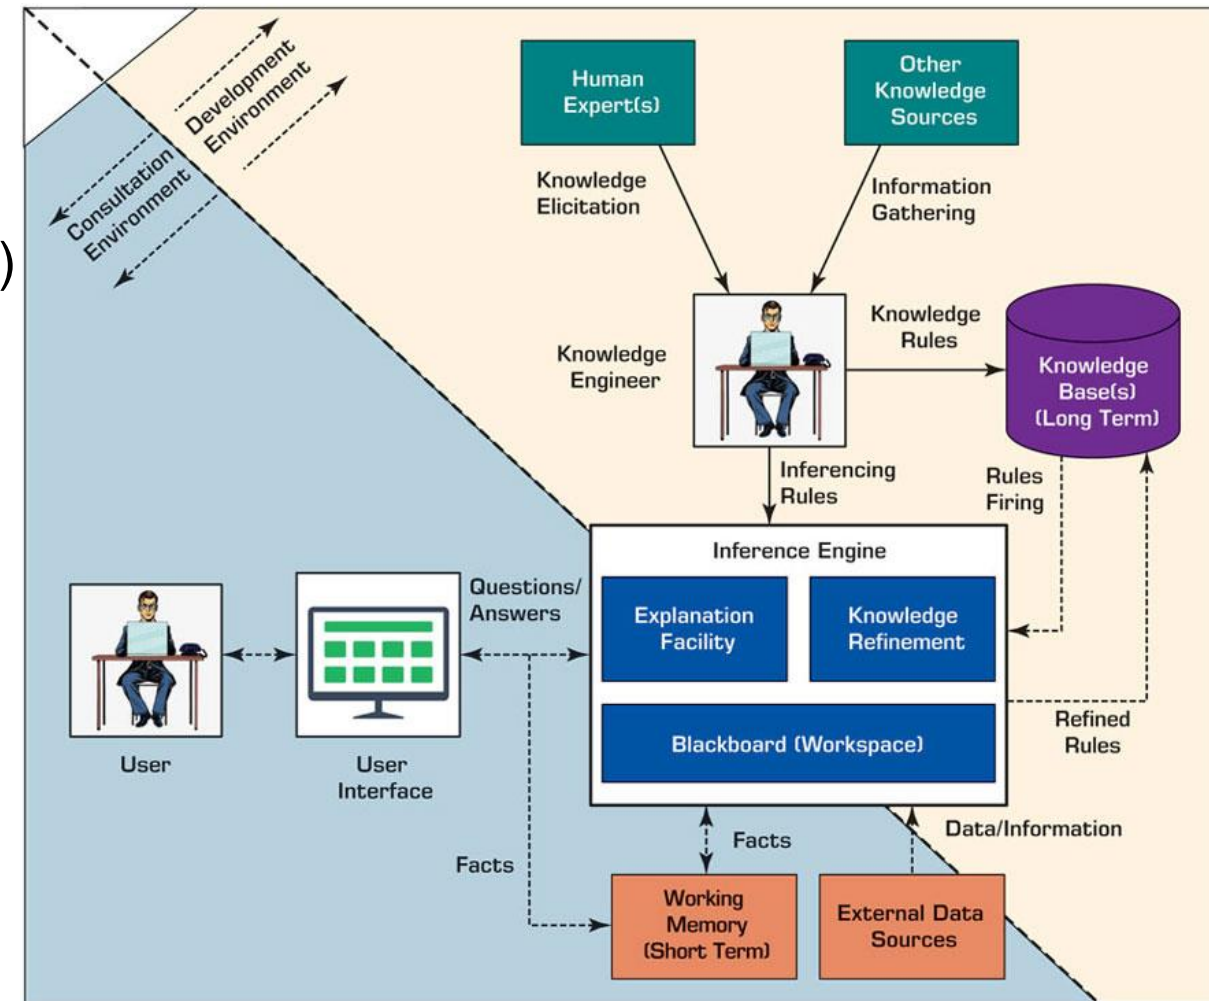 Development
Environment
Consultation
Environment
)
Human
Expert(s)
Other
Knowledge
Sources
Knowledge
Elicitation
Information
Gathering
Knowledge
Engineer
Knowledge
Rules
Knowledge
Base(s)
(Long Term)
Inferencing
Rules
Rules
Firing
Inference Engine
Explanation
Facility
Knowledge
Refinement
Blackboard (Workspace)
Questions/
Answers
User
User
Interface
Refined
Rules
Facts
Facts
Data/Information
Working
Memory
(Short Term)
External Data
Sources